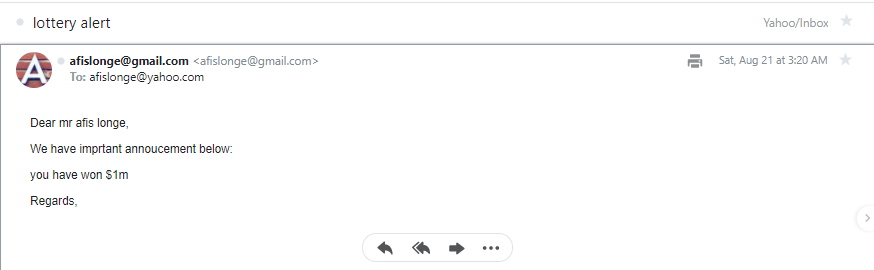 lottery alert
Yahoo/Inbox
afislonge@gmail.com <afislonge@gmail.com>
Sat, Aug 21 at 3:20 AM
To: afislonge@yahoo.com
Dear mr afis longe,
We have imprtant annoucement below:
you have won $1m
Regards,